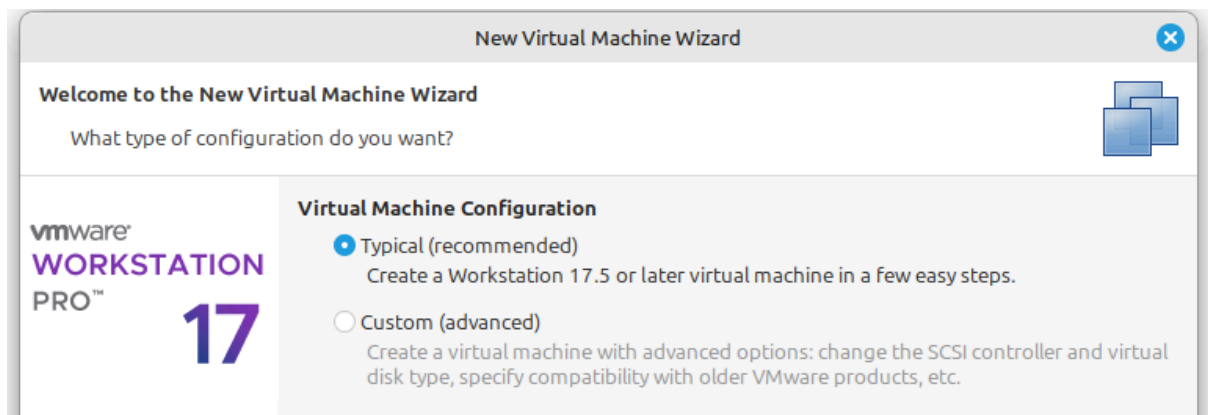 New Virtual Machine Wizard
Welcome to the New Virtual Machine Wizard
What type of configuration do you want?
vmware®
WORKSTATION
PRO™
17
Virtual Machine Configuration
Typical (recommended)
Create a Workstation 17.5 or later virtual machine in a few easy steps.
Custom (advanced)
Create a virtual machine with advanced options: change the SCSI controller and virtual
disk type, specify compatibility with older VMware products, etc.